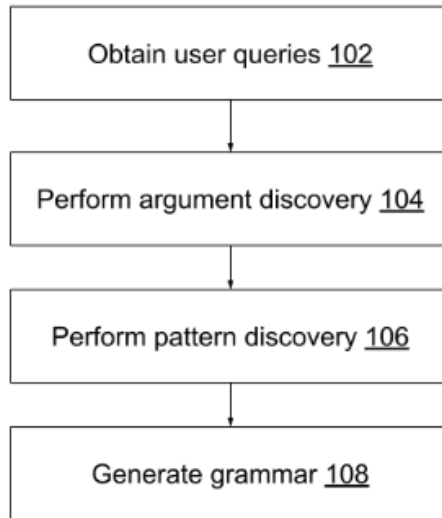 Obtain user queries 102
Perform argument discovery 104
Perform pattern discovery 106
Generate grammar 108